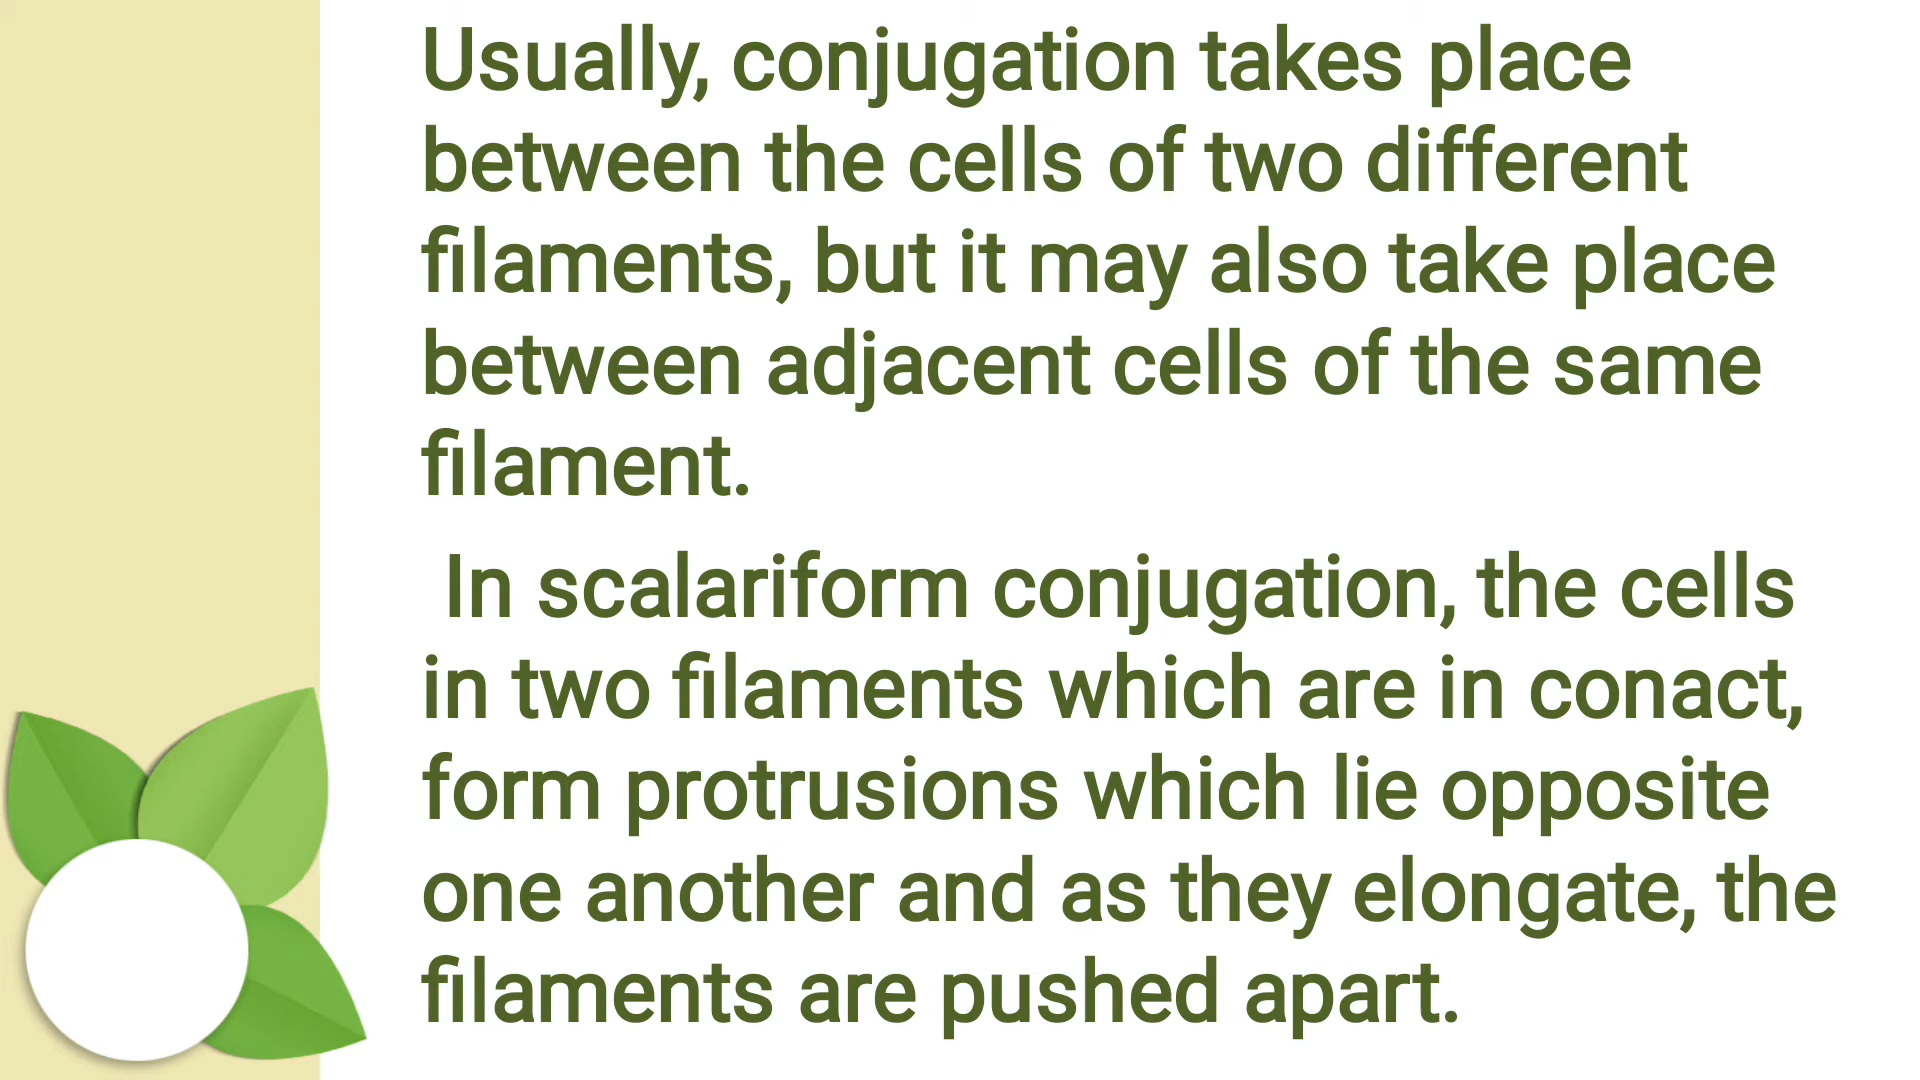 Usually, conjugation takes place
between the cells of two different
filaments, but it may also take place
between adjacent cells of the same
filament.
In scalariform conjugation, the cells
in two filaments which are in conact,
form protrusions which lie opposite
one another and as they elongate, the
filaments are pushed apart.